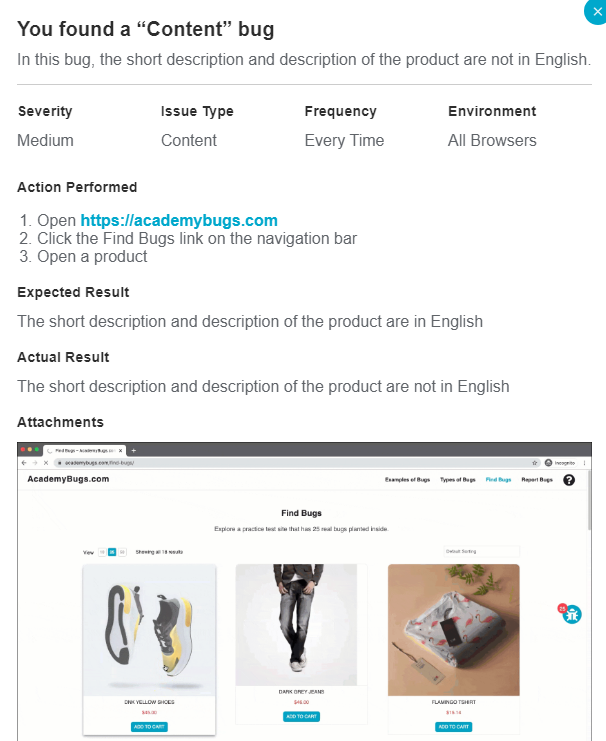 You found a “Content” bug
In this bug, the short description and description of the product are not in English.
Severity Issue Type Frequency Environment
Medium Content Every Time All Browsers
Action Performed
1. Open https://academybugs.com
2. Click the Find Bugs link on the navigation bar
3. Open a product
Expected Result
The short description and description of the product are in English
Actual Result
The short description and description of the product are not in English
Attachments
Find Bugs – AcademyBugs.co
academybugs.com/find-bugs/ Incognito
AcademyBugs.com Examples of Bugs Types of Bugs Find Bugs Report Bugs ?
Find Bugs
Explore a practice test site that has 25 real bugs planted inside.
View Showing all 18 results Default Sorting
25
DNK YELLOW SHOES DARK GREY JEANS FLAMINGO TSHIRT
ADD TO CART ADD TO CART ADD TO CART